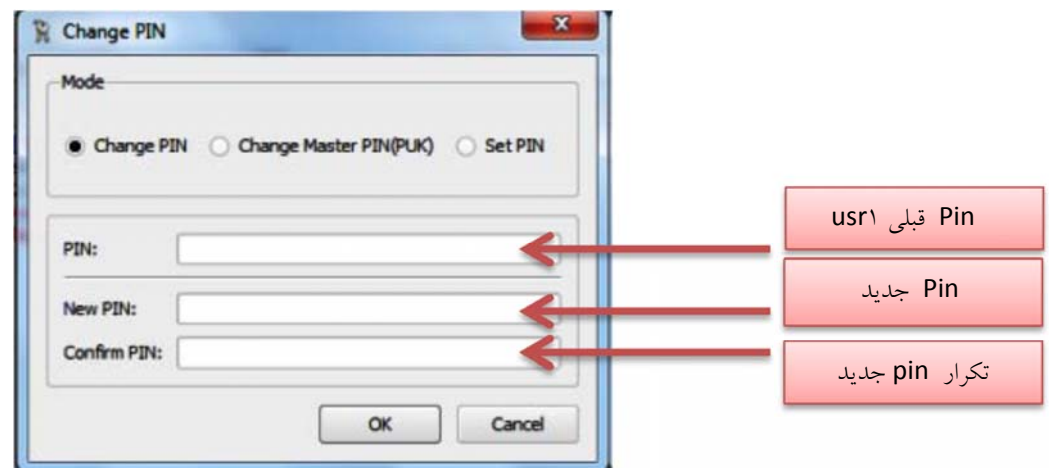 Change PIN
Mode
Change PIN Change Master PIN(PUK) Set PIN
PIN:
Pin قبلی usr۱
New PIN:
Pin جدید
Confirm PIN:
تکرار pin جدید
OK Cancel